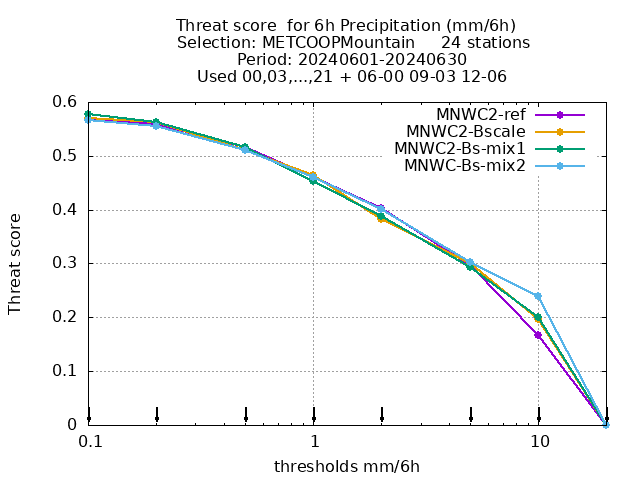 Threat score  for 6h Precipitation (mm/6h)
Selection: METCOOPMountain     24 stations
Period: 20240601-20240630
Used 00,03,...,21 + 06-00 09-03 12-06
MNWC2-ref
MNWC2-Bscale
MNWC2-Bs-mix1
MNWC-Bs-mix2
0.6
0.5
0.4
0.3
0.2
0.1
0
Threat score
0.1 1 10
thresholds mm/6h